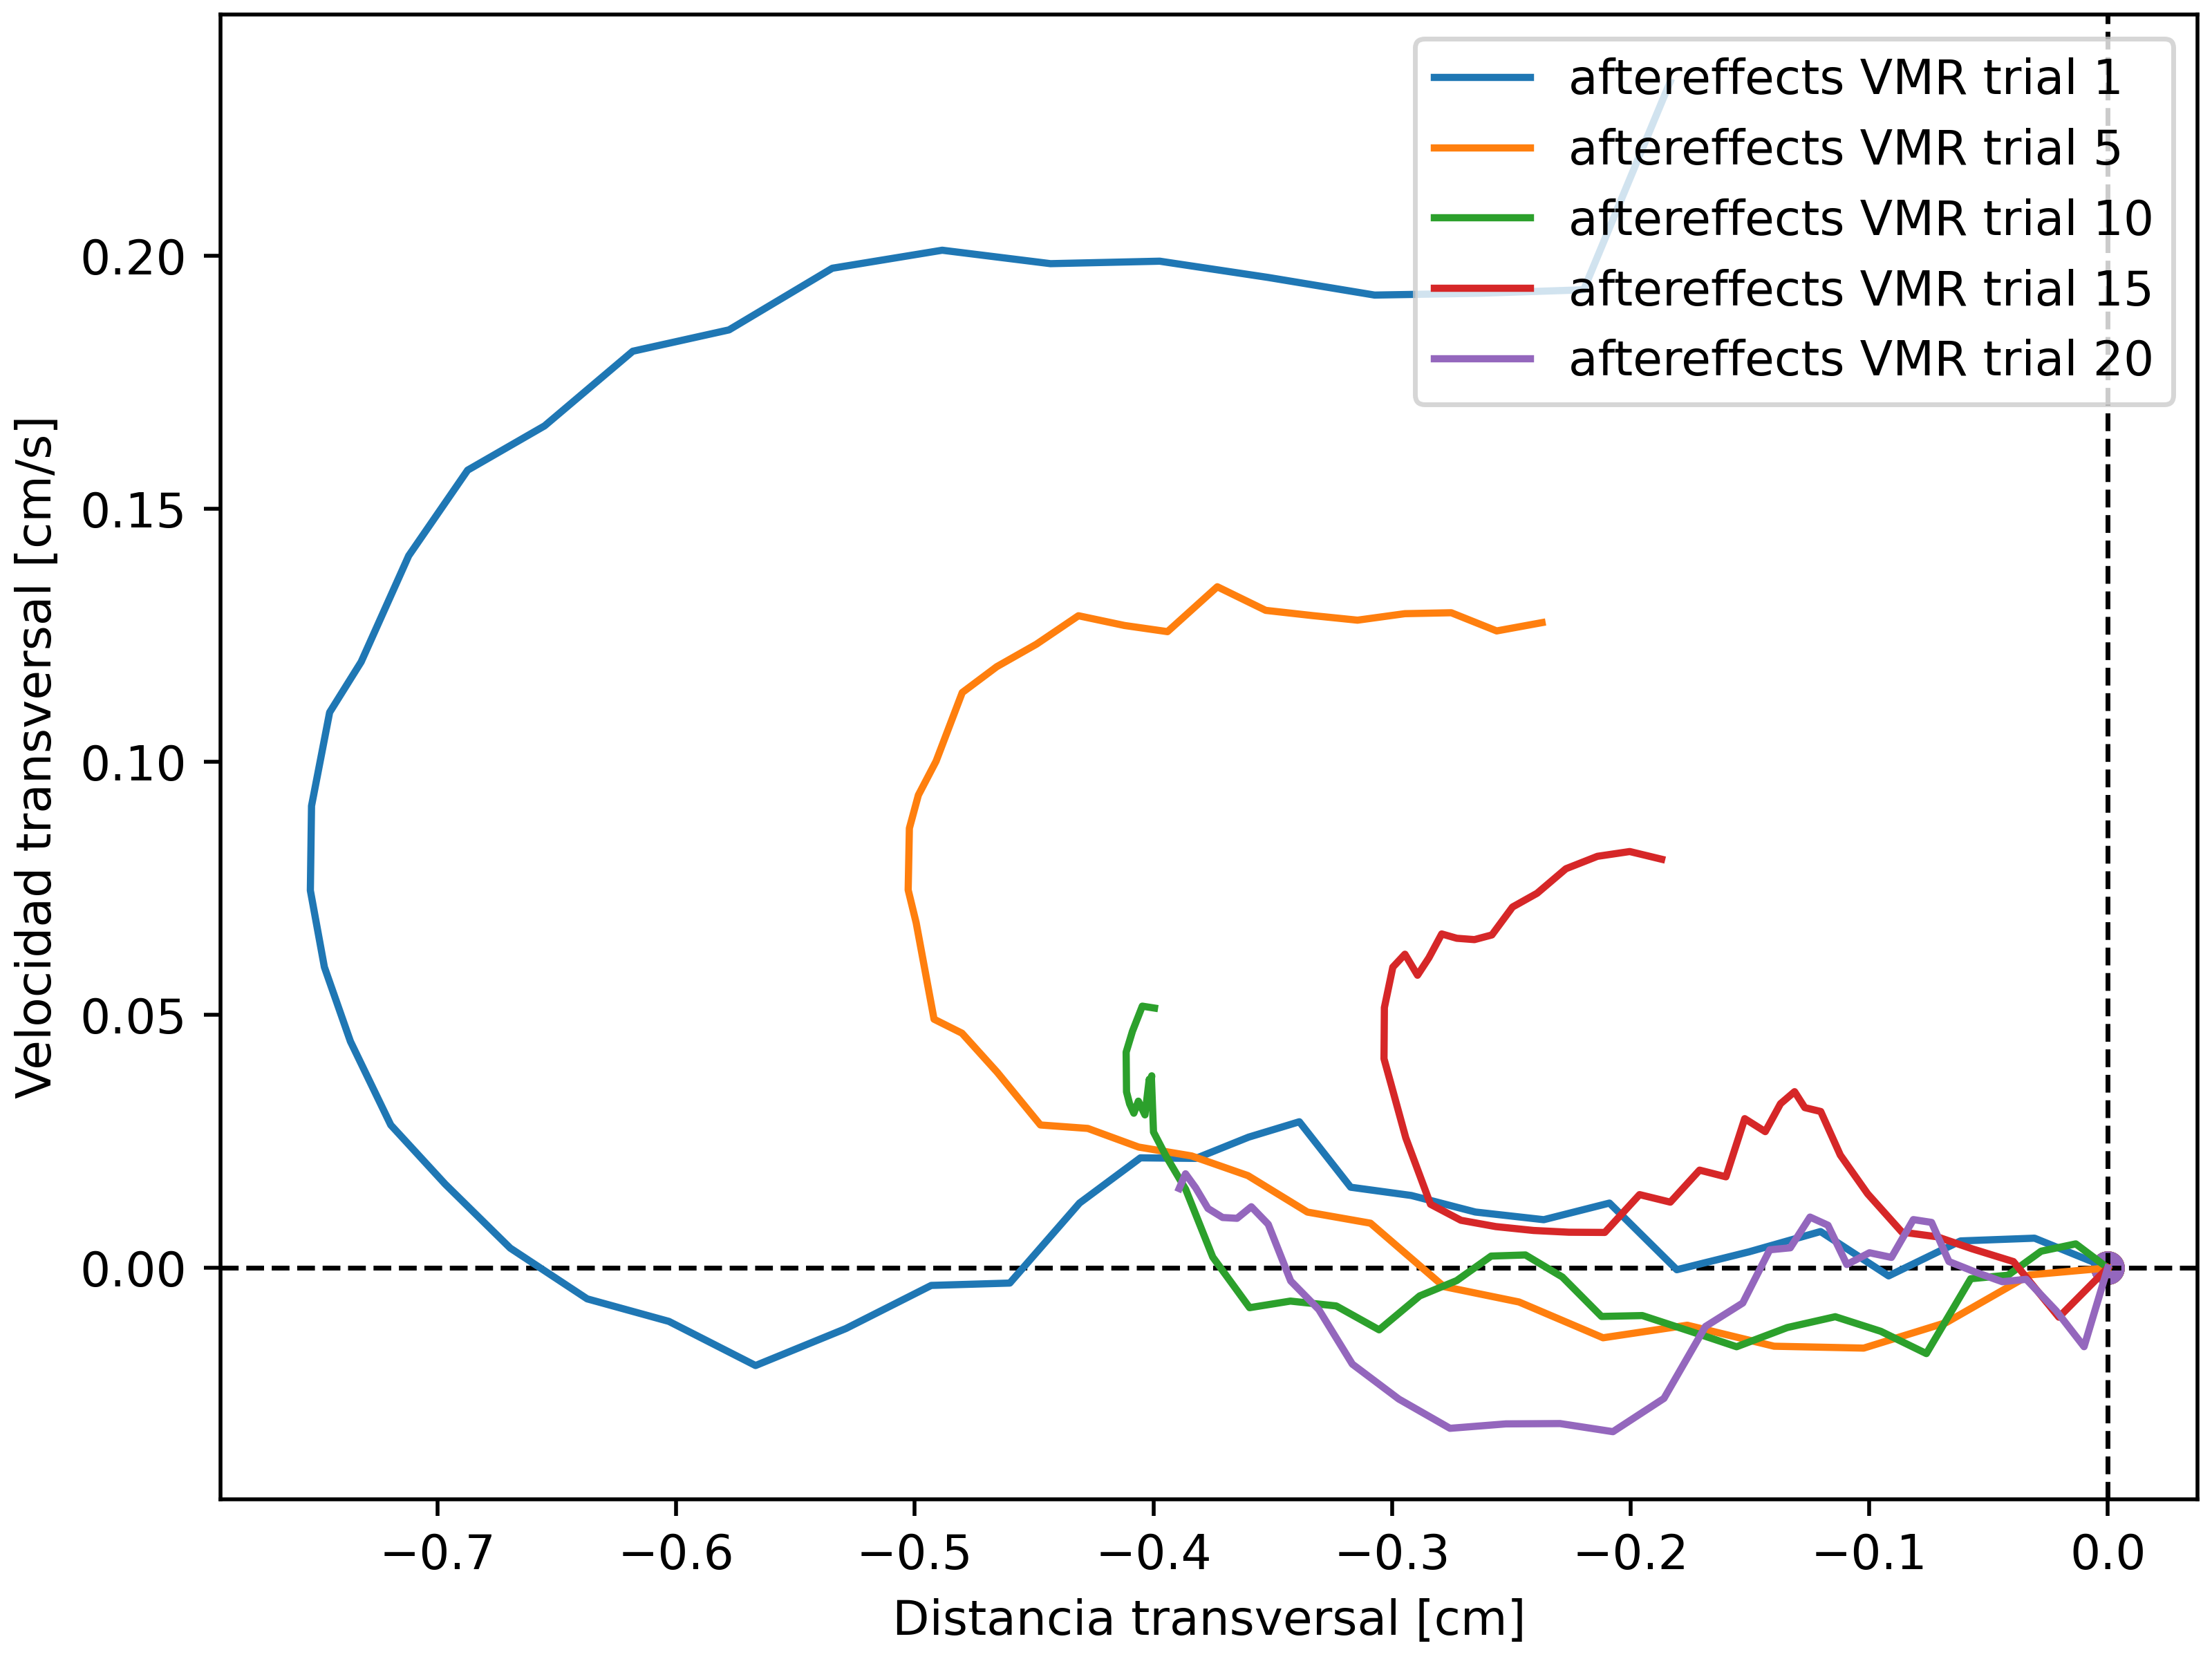 aftereffects VMR trial 1
aftereffects VMR trial 5
aftereffects VMR trial 10
aftereffects VMR trial 15
aftereffects VMR trial 20
0.20
0.15
0.10
0.05
0.00
Velocidad transversal [cm/s]
−0.7 −0.6 −0.5 −0.4 −0.3 −0.2 −0.1 0.0
Distancia transversal [cm]